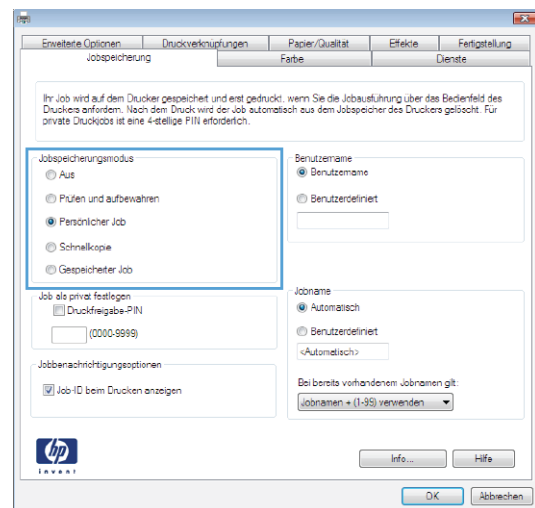 Erweiterte Optionen Druckverknüpfungen Papier/Qualität Effekte Fertigstellung
Jobspeicherung Farbe Dienste
Ihr Job wird auf dem Drucker gespeichert und erst gedruckt, wenn Sie die Jobausführung über das Bedienfeld des
Druckers anfordern. Nach dem Druck wird der Job automatisch aus dem Jobspeicher des Druckers gelöscht. Für
private Druckjobs ist eine 4-stellige PIN erforderlich.
Jobspeicherungsmodus
Aus
Prüfen und aufbewahren
Persönlicher Job
Schnellkopie
Gespeicherter Job
Benutzername
Benutzername
Benutzerdefiniert
Job als privat festlegen
Druckfreigabe-PIN
(0000-9999)
Jobname
Automatisch
Benutzerdefiniert
<Automatisch>
Jobbenachrichtigungsoptionen
Job-ID beim Drucken anzeigen
Bei bereits vorhandenem Jobnamen gilt:
Jobnamen + (1-99) verwenden
hp
invent
Info... Hilfe
OK Abbrechen